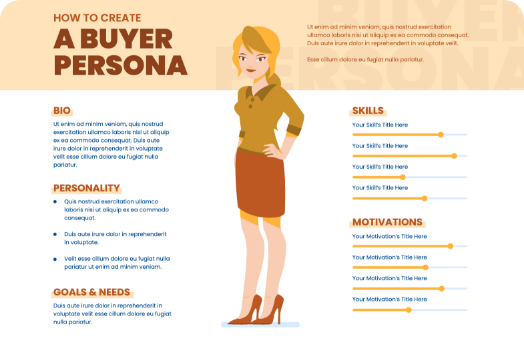 HOW TO CREATE
A BUYER
PERSONA
Ut enim ad minim veniam, quis nostrud exercitation
ullamco laboris nisi ut aliquip ex ea commodo consequat.
Duis aute irure dolor in reprehenderit in voluptate velit.
Esse cillum dolore eu fugiat nulla pariatur.
BUYER
PERSONA
BIO
Ut enim ad minim veniam, quis nostrud
exercitation ullamco laboris nisi ut aliquip
ex ea commodo consequat. Duis aute
irure dolor in reprehenderit in voluptate
velit esse cillum dolore eu fugiat nulla
pariatur.
PERSONALITY
Quis nostrud exercitation ullamco
laboris nisi ut aliquip ex ea commodo
consequat.
Duis aute irure dolor in reprehenderit
in voluptate.
Velit esse cillum dolore eu fugiat nulla
pariatur ut enim ad minim veniam.
GOALS & NEEDS
Duis aute irure dolor in reprehenderit in
voluptate velit esse cillum dolore eu fugiat
nulla pariatur.
SKILLS
Your Skill's Title Here
Your Skill's Title Here
Your Skill's Title Here
Your Skill's Title Here
MOTIVATIONS
Your Motivation's Title Here
Your Motivation's Title Here
Your Motivation's Title Here
Your Motivation's Title Here